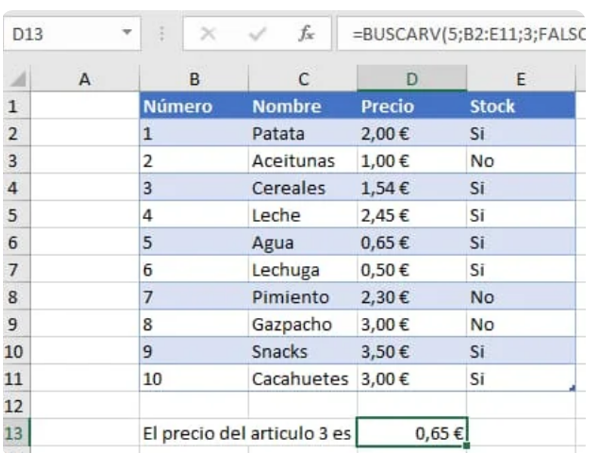 D13 fx =BUSCARV(5;B2:E11;3;FALSO
A B C D E
1 Número Nombre Precio Stock
2 1 Patata 2,00 € Si
3 2 Aceitunas 1,00 € No
4 3 Cereales 1,54 € Si
5 4 Leche 2,45 € Si
6 5 Agua 0,65 € Si
7 6 Lechuga 0,50 € Si
8 7 Pimiento 2,30 € No
9 8 Gazpacho 3,00 € No
10 9 Snacks 3,50 € Si
11 10 Cacahuetes 3,00 € Si
12
13 El precio del articulo 3 es 0,65 €